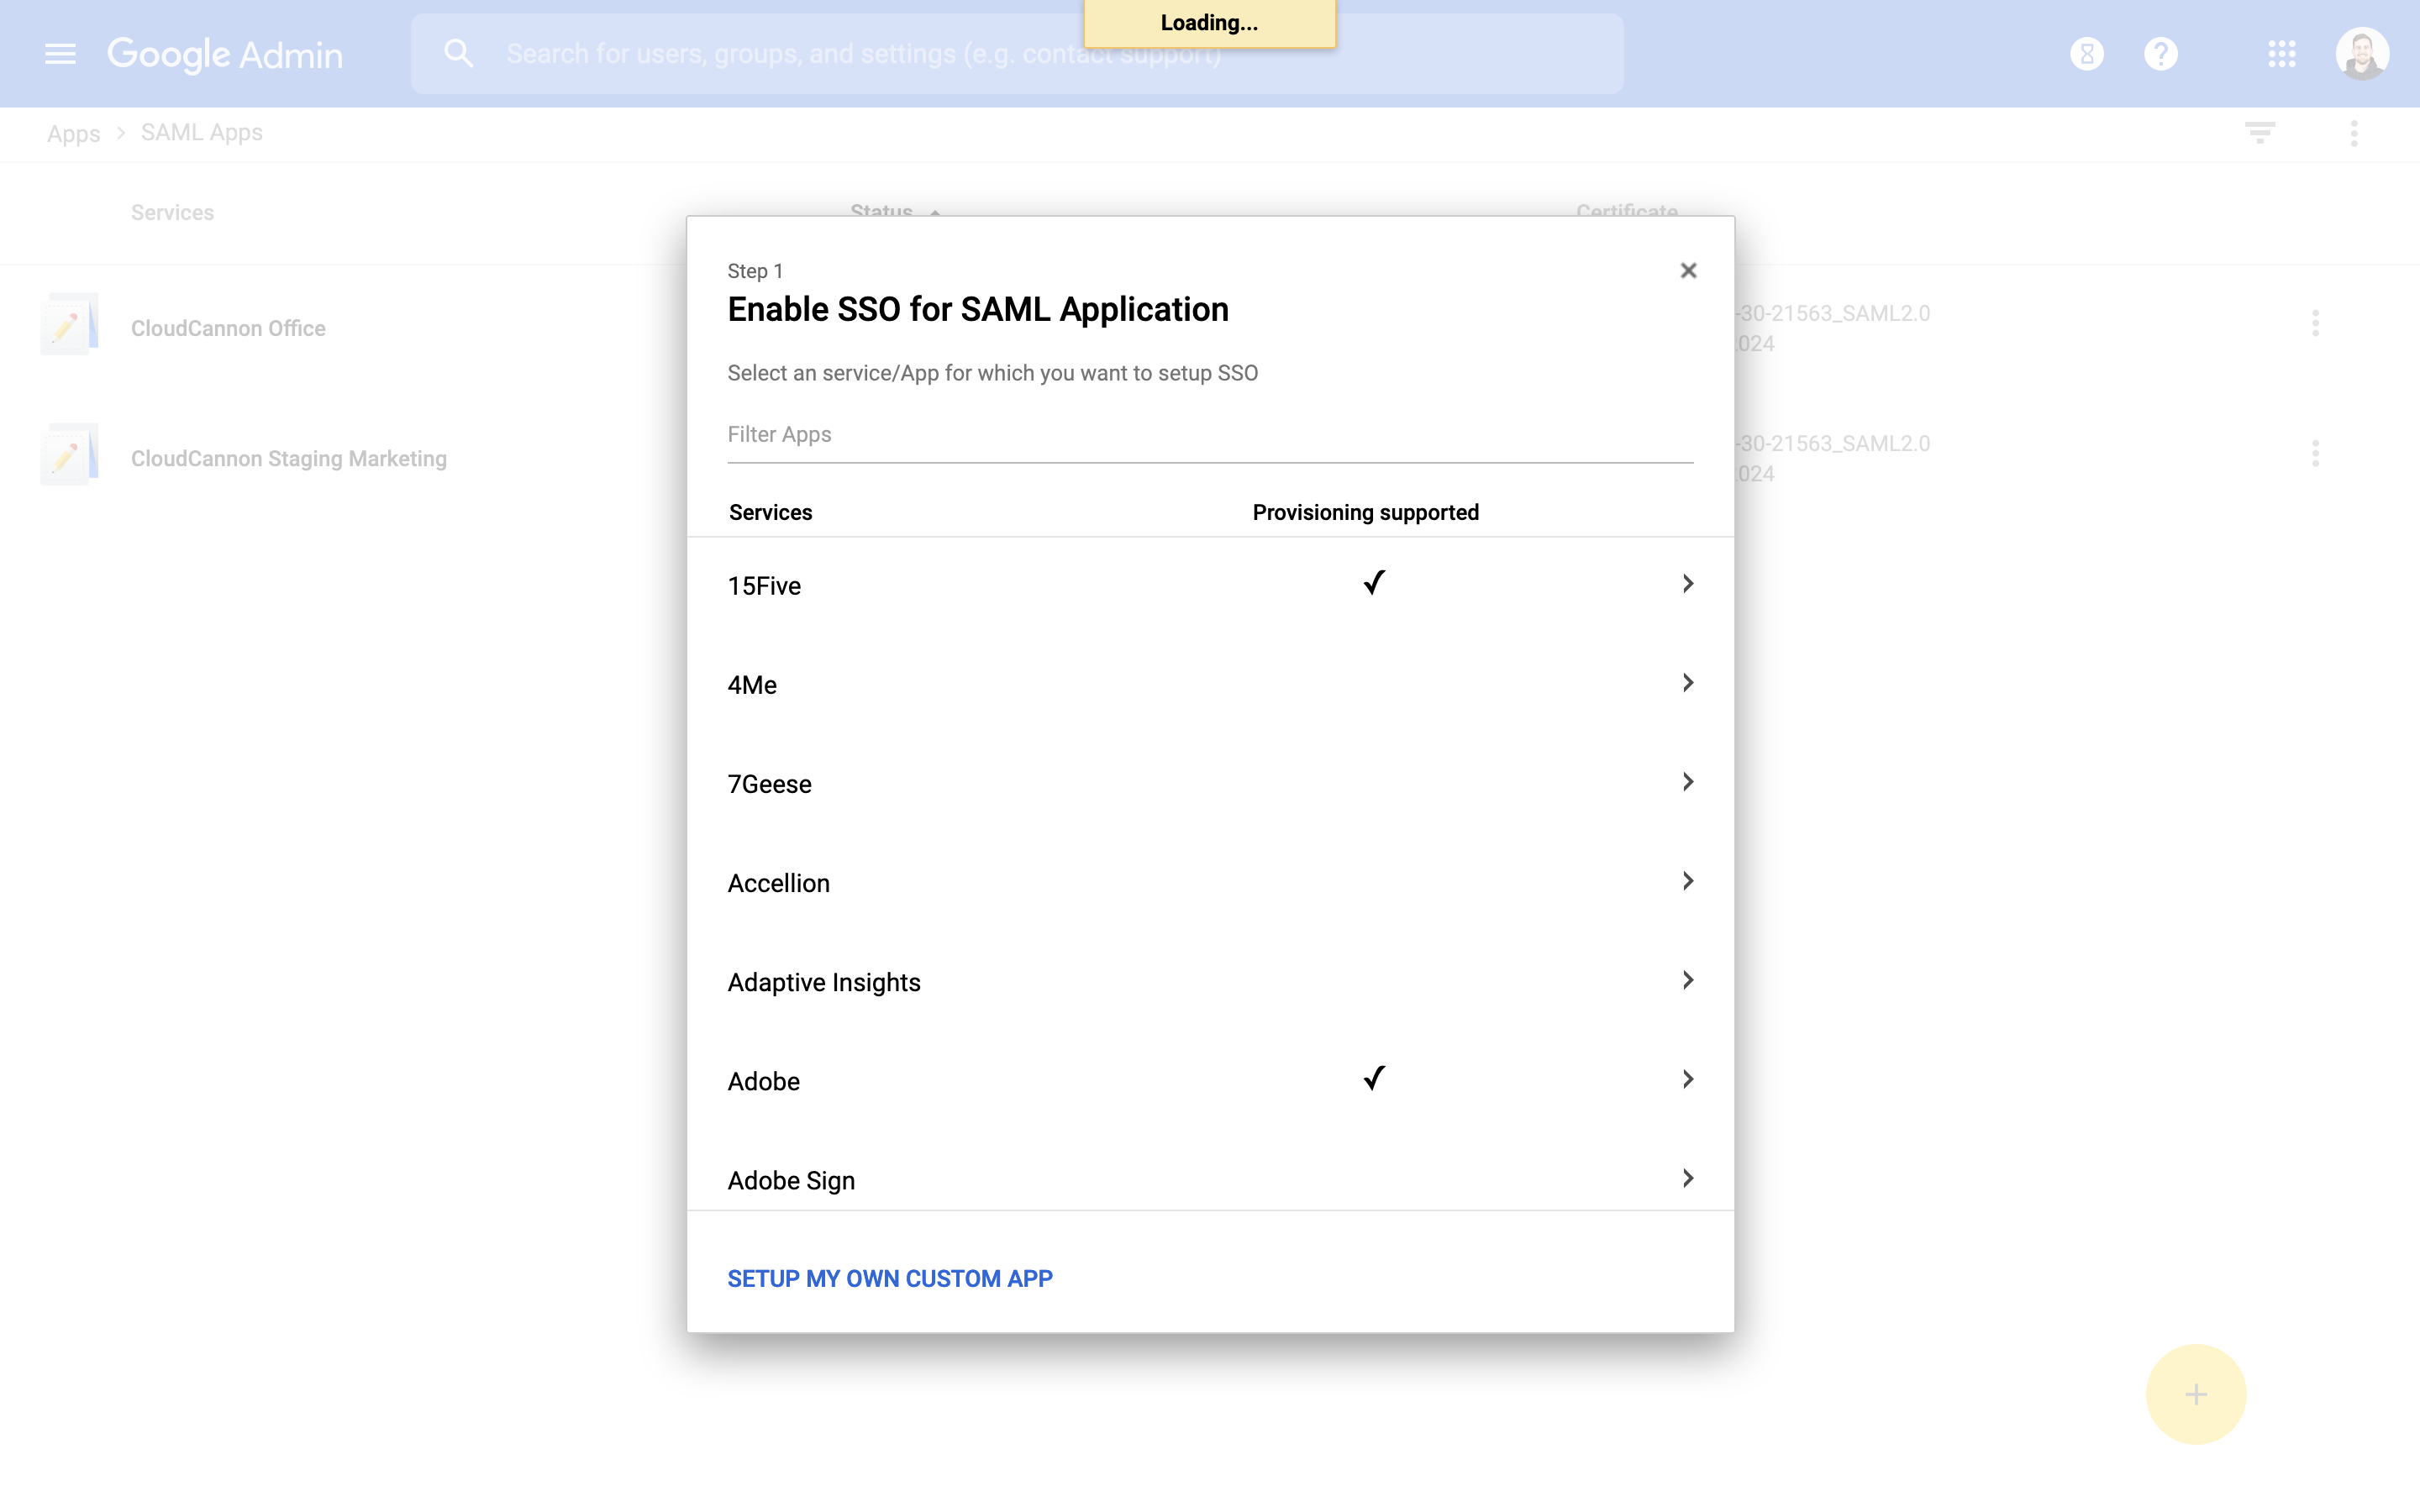 Loading...
Google Admin
Search for users, groups, and settings (e.g. contact support)
Apps > SAML Apps
Services Status Certificate
CloudCannon Office
-30-21563_SAML2.0
2024
CloudCannon Staging Marketing
-30-21563_SAML2.0
2024
Step 1
Enable SSO for SAML Application
Select an service/App for which you want to setup SSO
Filter Apps
Services Provisioning supported
15Five
4Me
7Geese
Accellion
Adaptive Insights
Adobe
Adobe Sign
SETUP MY OWN CUSTOM APP